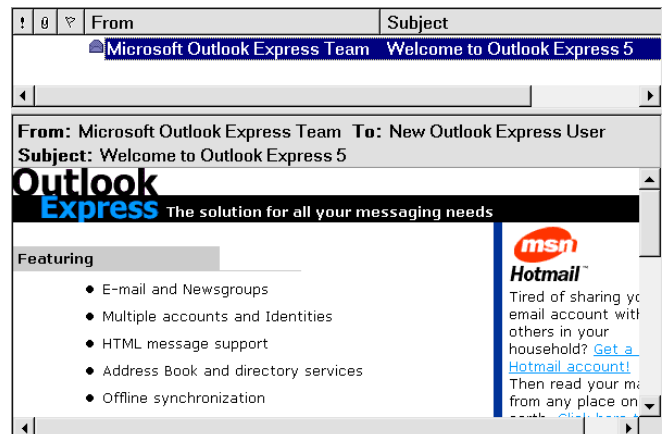 ! From Subject
Microsoft Outlook Express Team Welcome to Outlook Express 5
From: Microsoft Outlook Express Team To: New Outlook Express User
Subject: Welcome to Outlook Express 5
Outlook
Express The solution for all your messaging needs
Featuring
E-mail and Newsgroups
Multiple accounts and Identities
HTML message support
Address Book and directory services
Offline synchronization
msn
Hotmail™
Tired of sharing yo
email account with
others in your
household? Get a
Hotmail account!
Then read your ma
from any place on